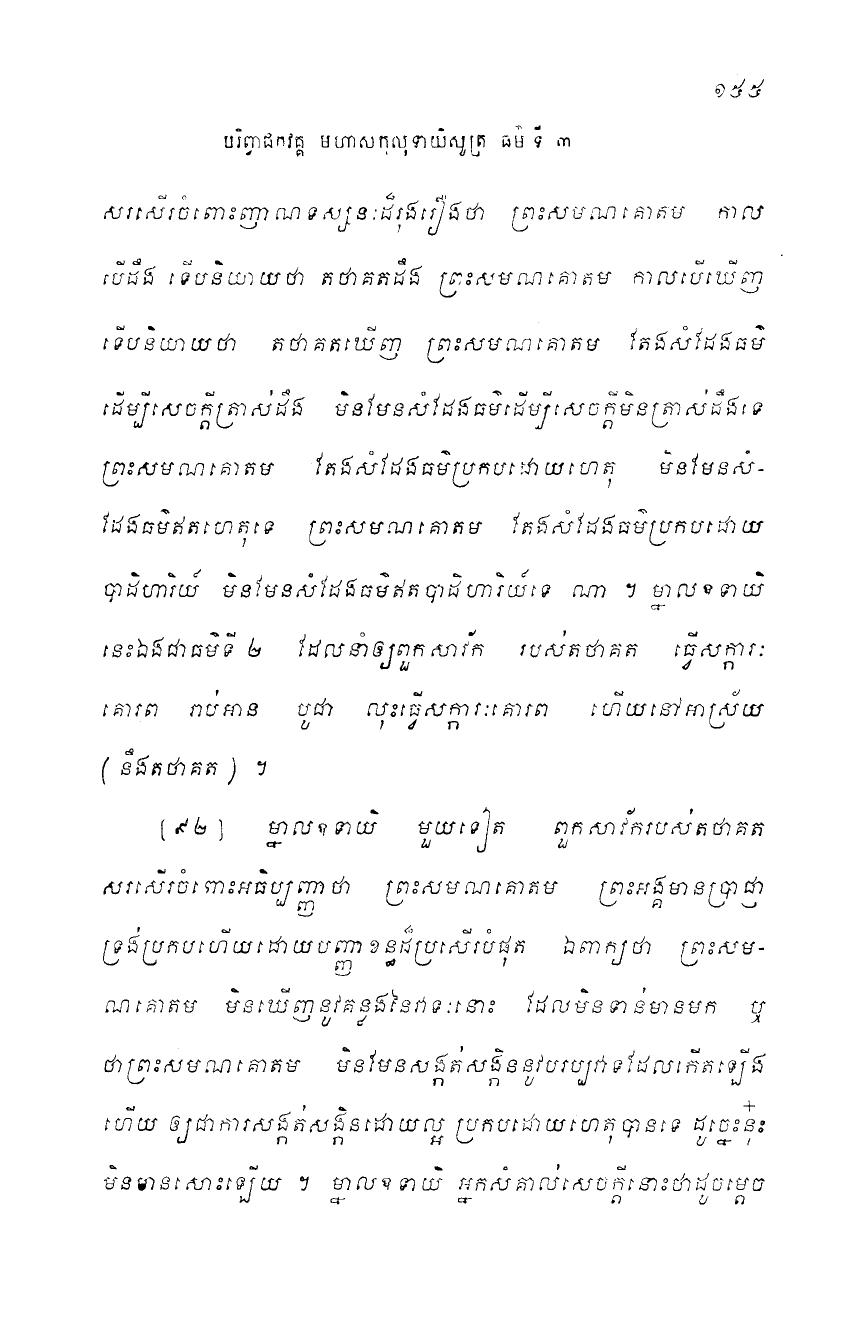 ១៥៥
បរិព្វាជកវគ្គ មហាសកុលុទាយិសូត្រ ធម៌ ទី ៣
សរសើរចំពោះញាណទស្សនៈដ៏រុងរឿងថា ព្រះសមណគោតម កាល
បើដឹង ទើបនិយាយថា តថាគតដឹង ព្រះសមណគោតម កាលបើឃើញ
ទើបនិយាយថា តថាគតឃើញ ព្រះសមណគោតម តែងសំដែងធម៌
ដើម្បីសេចក្តីត្រាស់ដឹង មិនមែនសំដែងធម៌ដើម្បីសេចក្តីមិនត្រាស់ដឹងទេ
ព្រះសមណគោតម តែងសំដែងធម៌ប្រកបដោយហេតុ មិនមែនសំ-
ដែងធម៌ឥតហេតុទេ ព្រះសមណគោតម តែងសំដែងធម៌ប្រកបដោយ
បាដិហារិយ៍ មិនមែនសំដែងធម៌ឥតបាដិហារិយ៍ទេ ណា ។ ម្នាលឧទាយិ
នេះឯងជាធម៌ទី ២ ដែលនាំឲ្យពួកសាវ័ក របស់តថាគត ធ្វើសក្ការៈ
គោរព រាប់អាន បូជា លុះធ្វើសក្ការៈគោរព ហើយនៅអាស្រ័យ
(នឹងតថាគត) ។
[៩២] ម្នាលឧទាយិ មួយទៀត ពួកសាវ័ករបស់តថាគត
សរសើរចំពោះអធិប្បញ្ញាថា ព្រះសមណគោតម ព្រះអង្គមានប្រាជ្ញា
ទ្រង់ប្រកបហើយដោយបញ្ញាខន្ធដ៏ប្រសើរបំផុត ឯពាក្យថា ព្រះសម-
ណគោតម មិនឃើញនូវគន្លងនៃវាទៈនោះ ដែលមិនទាន់មានមក ឬ
ថាព្រះសមណគោតម មិនមែនសង្កត់សង្កិននូវបរប្បវាទដែលកើតឡើង
ហើយ ឲ្យជាការសង្កត់សង្កិនដោយល្អ ប្រកបដោយហេតុបានទេ ដូច្នេះនុ៎ះ
មិនមានសោះឡើយ ។ ម្នាលឧទាយិ អ្នកសំគាល់សេចក្តីនោះថាដូចម្តេច